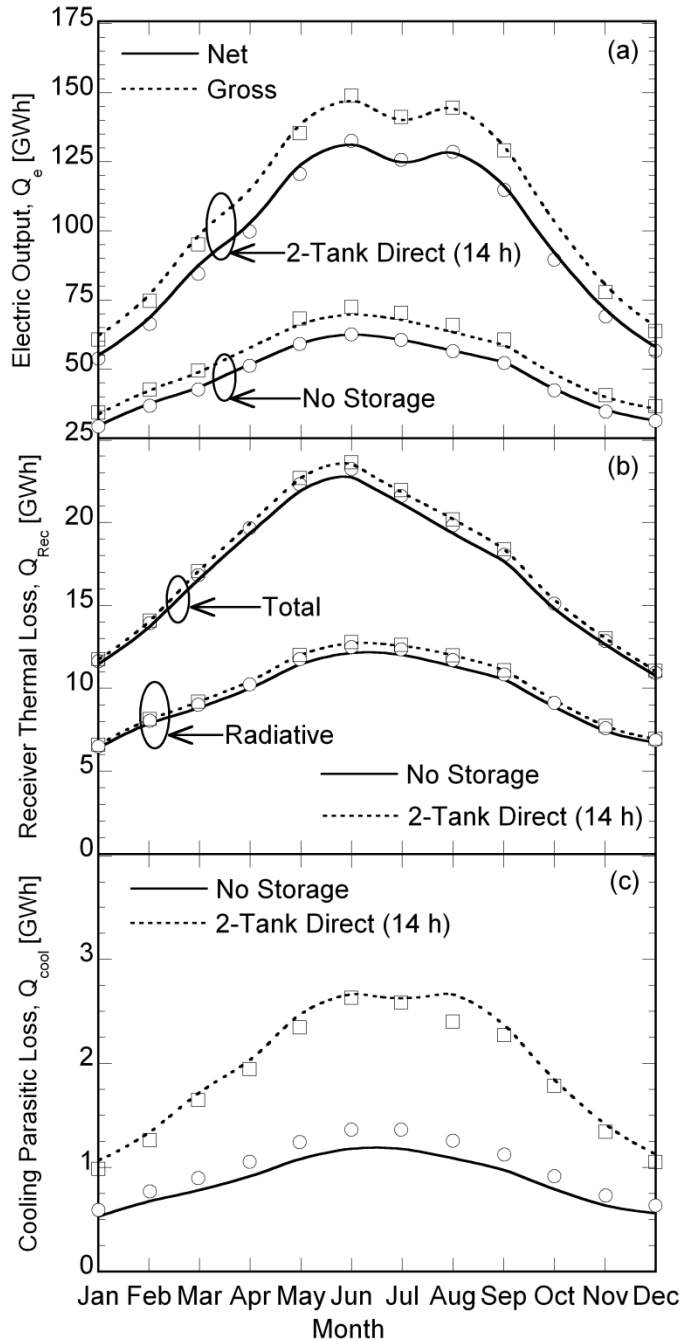 175
150
125
100
75
50
25
Electric Output, Q_e [GWh]
(a)
Net
Gross
2-Tank Direct (14 h)
No Storage
20
15
10
5
0
Receiver Thermal Loss, Q_Rec [GWh]
(b)
Total
Radiative
No Storage
2-Tank Direct (14 h)
3
2
1
0
Cooling Parasitic Loss, Q_cool [GWh]
(c)
No Storage
2-Tank Direct (14 h)
Jan Feb Mar Apr May Jun Jul Aug Sep Oct Nov Dec
Month